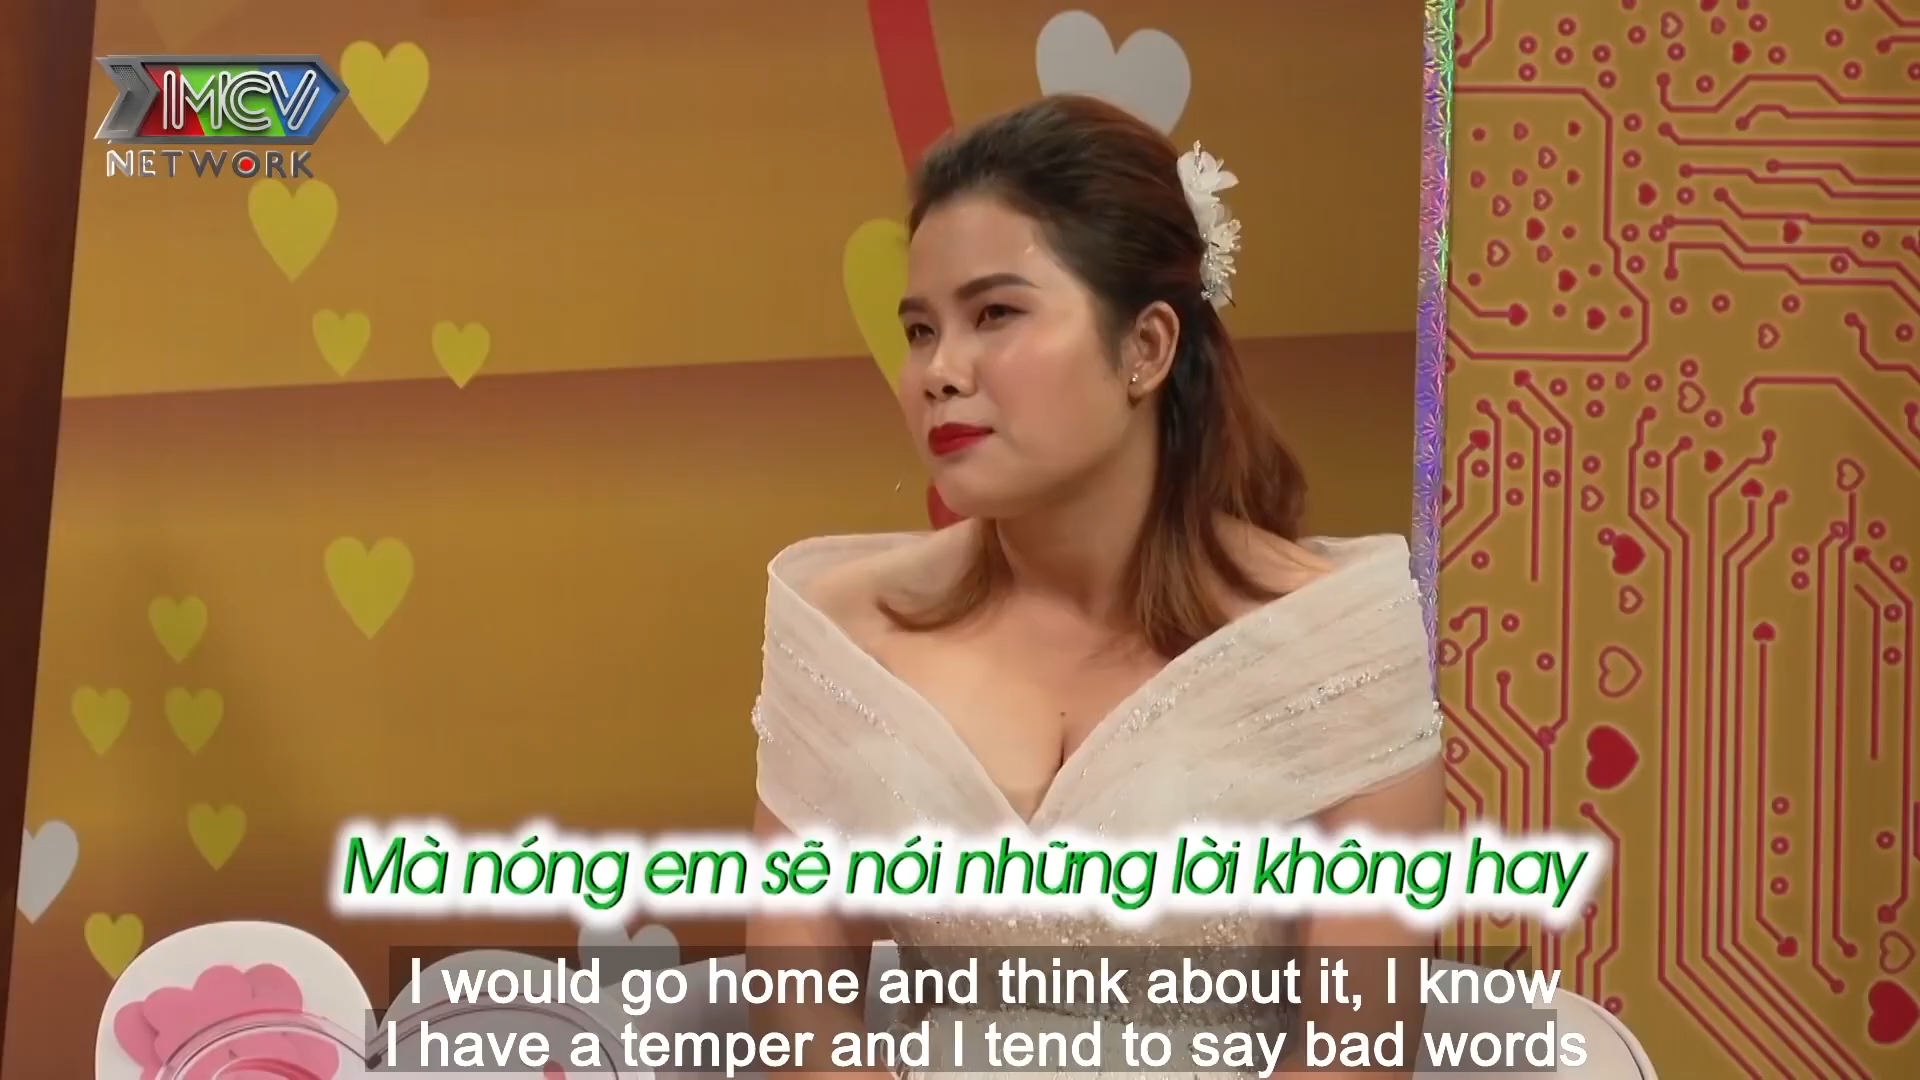 MCV
NETWORK
Mà nóng em sẽ nói những lời không hay
I would go home and think about it, I know
I have a temper and I tend to say bad words